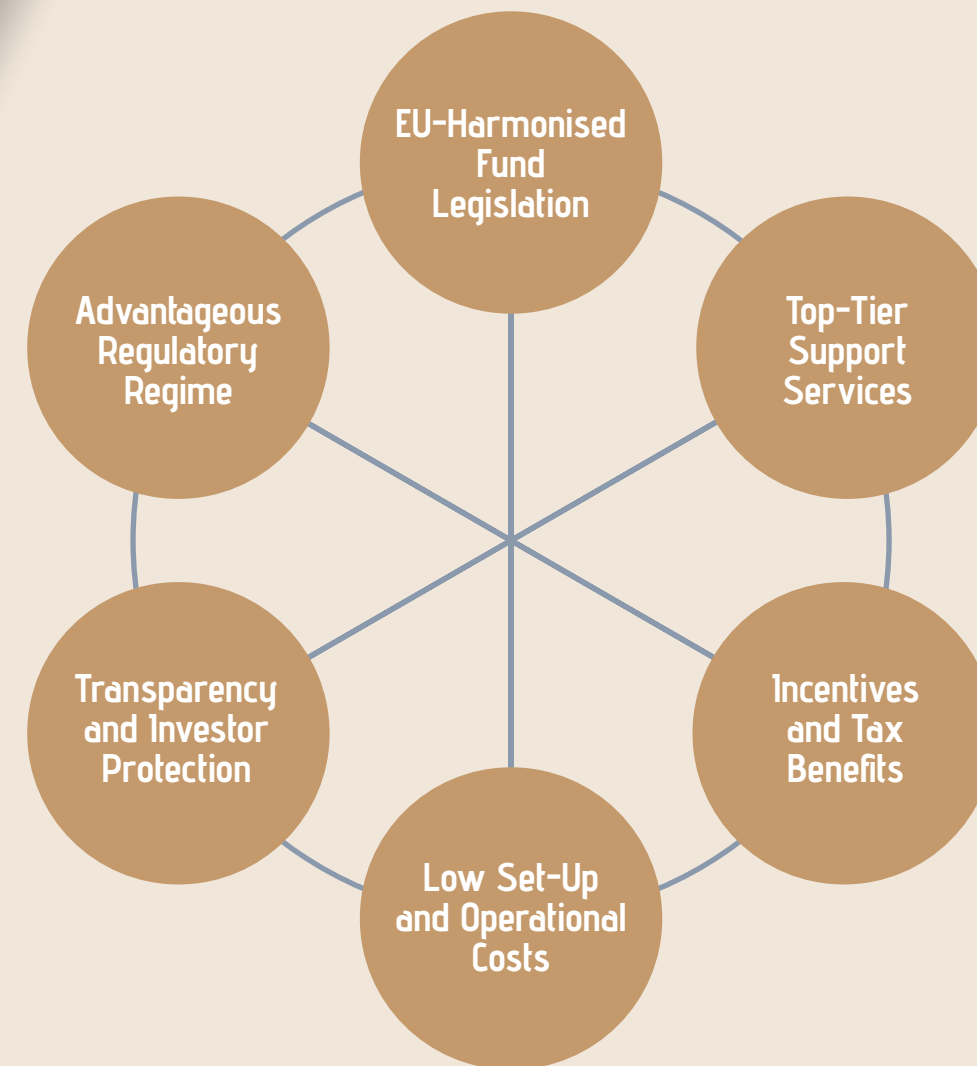 EU-Harmonised
Fund
Legislation
Top-Tier
Support
Services
Incentives
and Tax
Benefits
Low Set-Up
and Operational
Costs
Transparency
and Investor
Protection
Advantageous
Regulatory
Regime